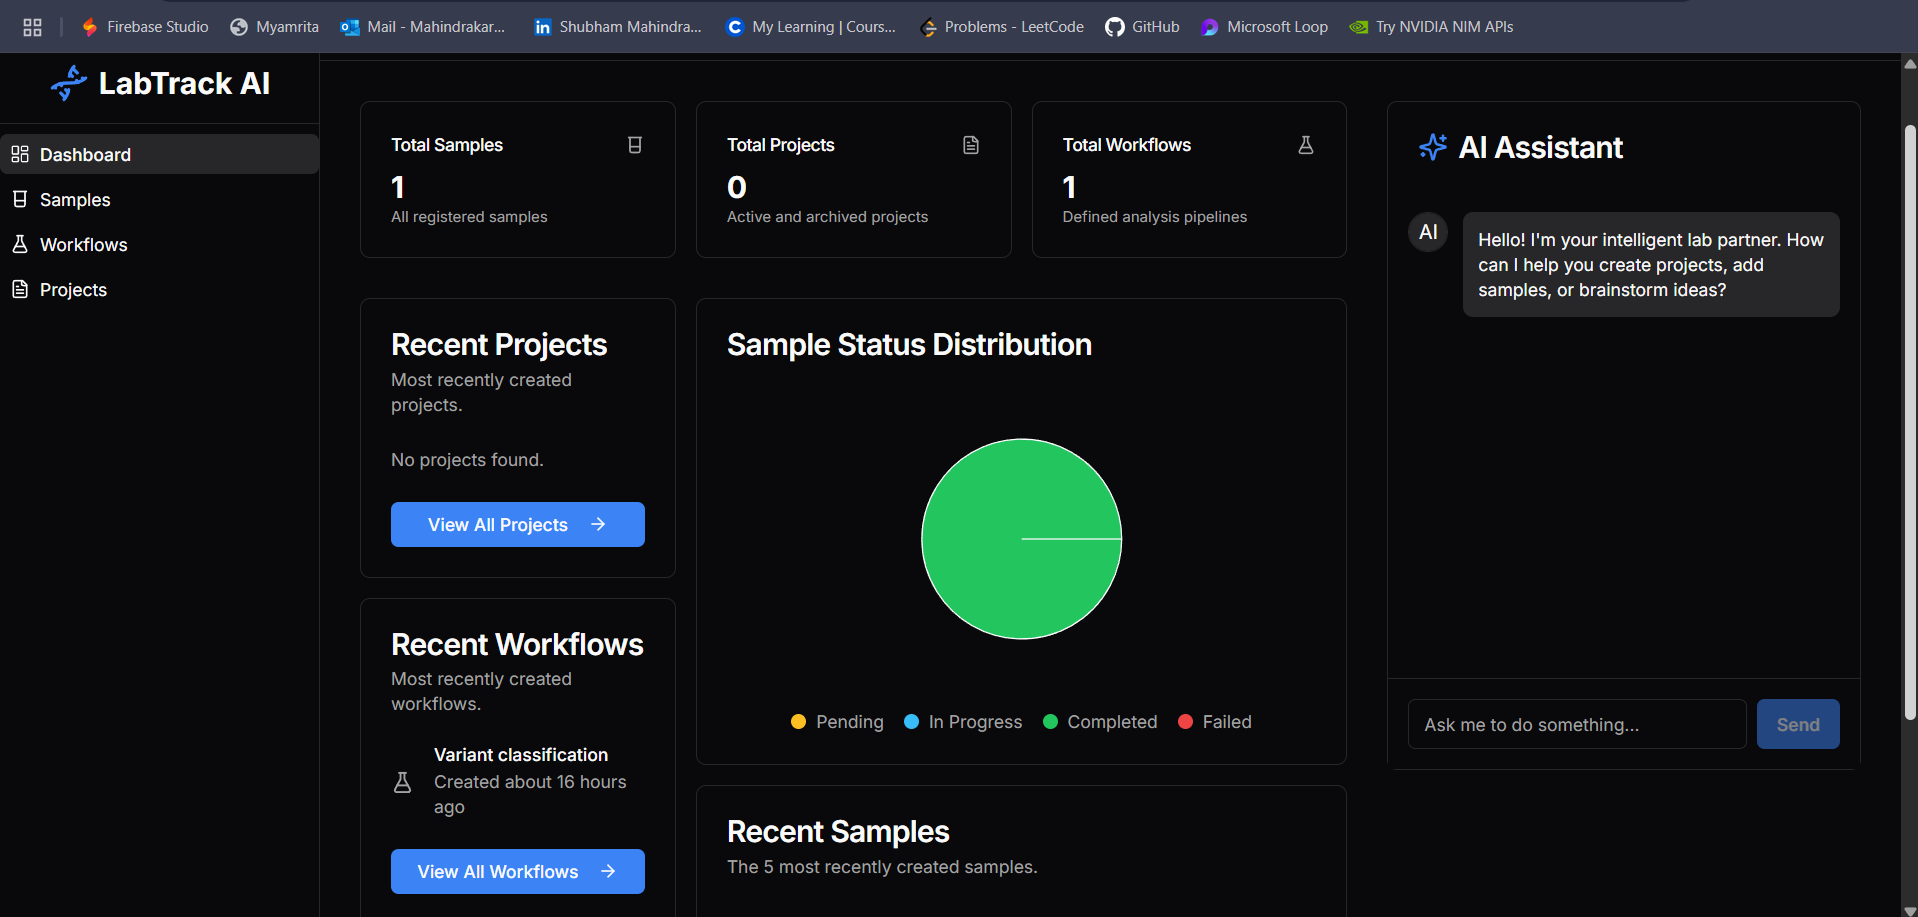 Firebase Studio
Myamrita
Mail - Mahindrakar...
Shubham Mahindra...
My Learning | Cours...
Problems - LeetCode
GitHub
Microsoft Loop
Try NVIDIA NIM APIs
LabTrack AI
Dashboard
Samples
Workflows
Projects
Total Samples
1
All registered samples
Total Projects
0
Active and archived projects
Total Workflows
1
Defined analysis pipelines
Recent Projects
Most recently created
projects.
No projects found.
View All Projects
Recent Workflows
Most recently created
workflows.
Variant classification
Created about 16 hours
ago
View All Workflows
Sample Status Distribution
Pending
In Progress
Completed
Failed
Recent Samples
The 5 most recently created samples.
AI Assistant
AI
Hello! I'm your intelligent lab partner. How
can I help you create projects, add
samples, or brainstorm ideas?
Ask me to do something...
Send